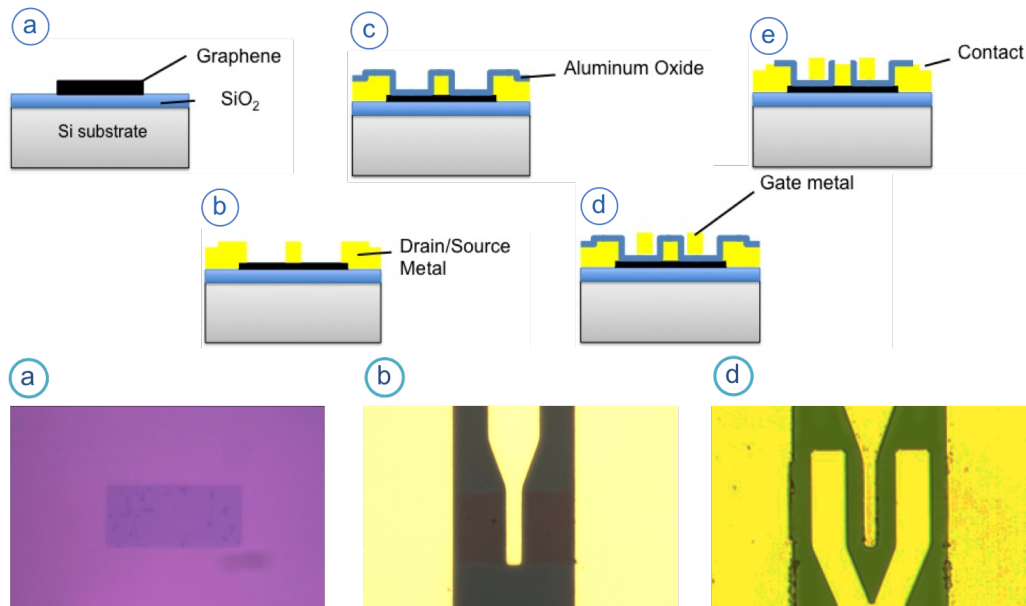 a
Graphene
SiO₂
Si substrate
c
Aluminum Oxide
e
Contact
b
Drain/Source
Metal
d
Gate metal
a
b
d